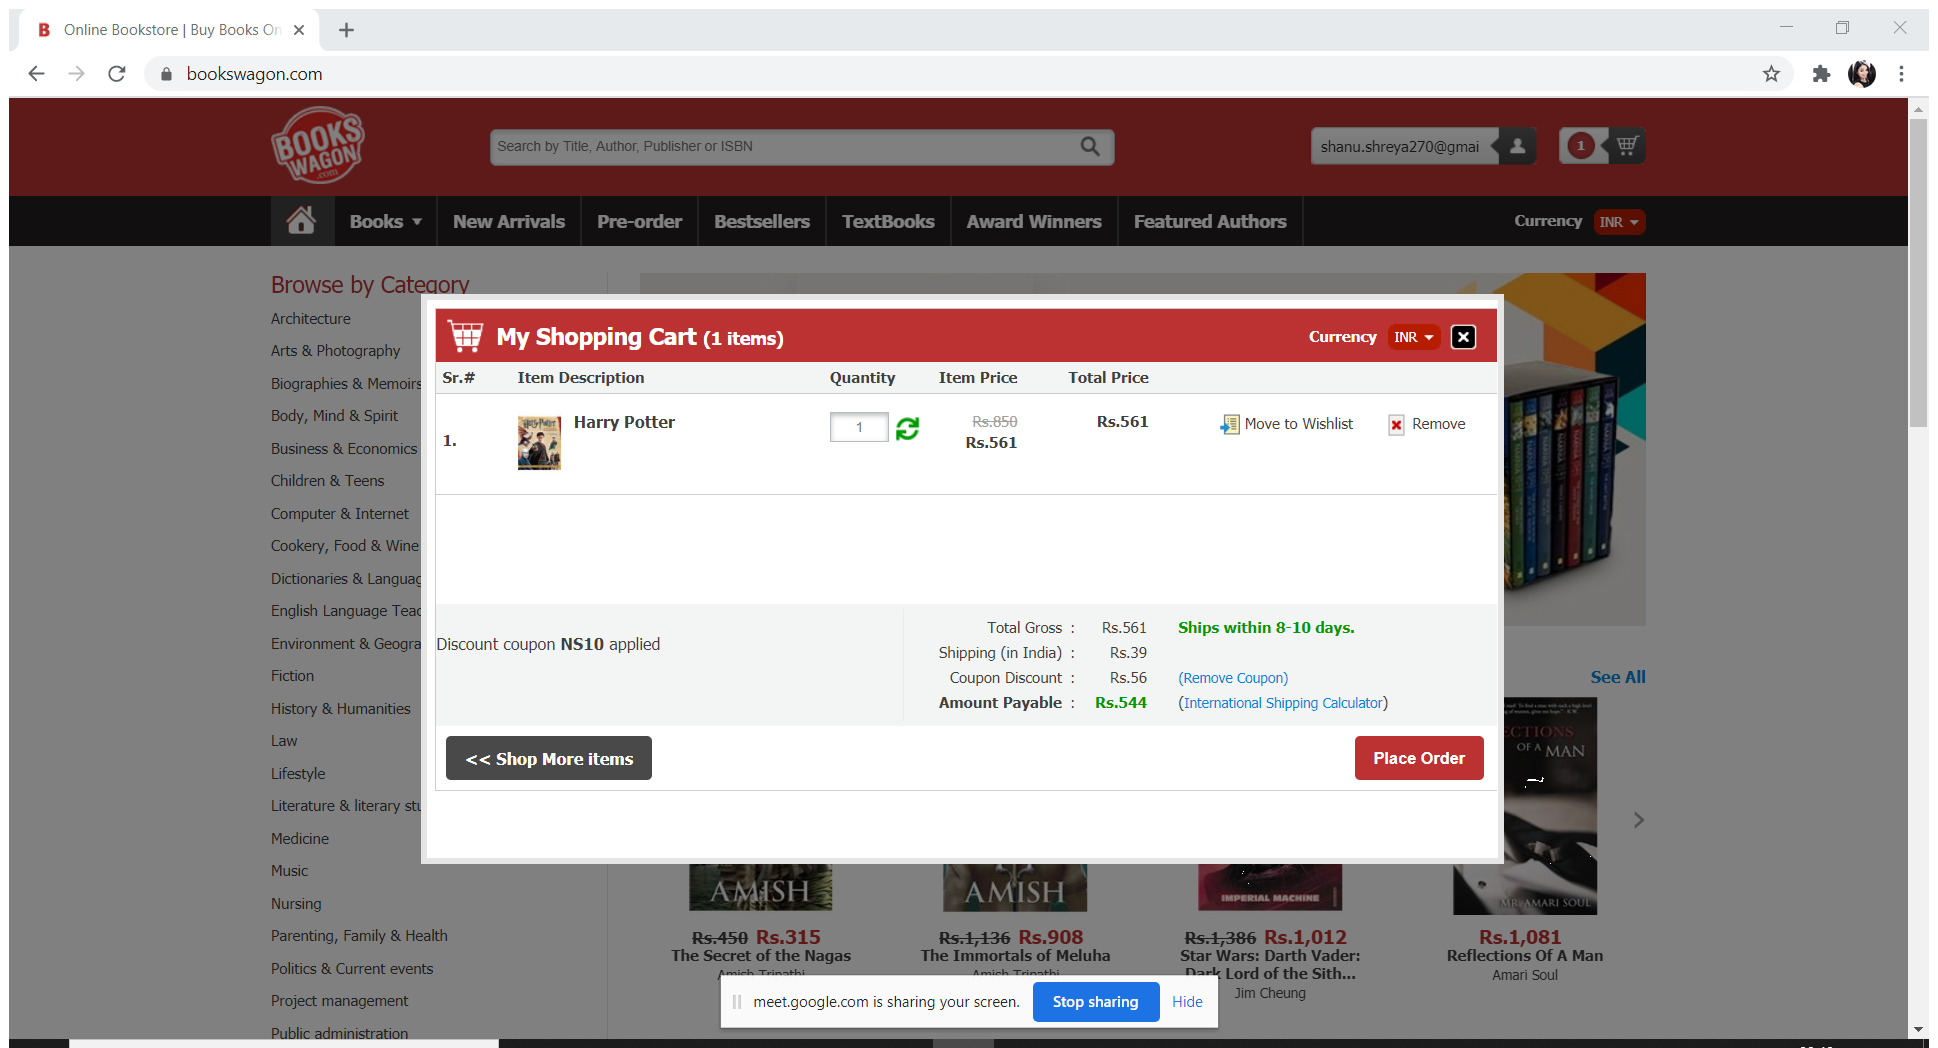 Online Bookstore | Buy Books On
bookswagon.com
BOOKS
WAGON
.com
Search by Title, Author, Publisher or ISBN
shanu.shreya270@gmai
1
Books
New Arrivals
Pre-order
Bestsellers
TextBooks
Award Winners
Featured Authors
Currency INR
Browse by Category
Architecture
Arts & Photography
Biographies & Memoirs
Body, Mind & Spirit
Business & Economics
Children & Teens
Computer & Internet
Cookery, Food & Wine
Dictionaries & Languag
English Language Teac
Environment & Geogra
Fiction
History & Humanities
Law
Lifestyle
Literature & literary stu
Medicine
Music
Nursing
Parenting, Family & Health
Politics & Current events
Project management
Public administration
My Shopping Cart (1 items)
Currency INR
Sr.# Item Description Quantity Item Price Total Price
1. Harry Potter 1 Rs.850 Rs.561 Move to Wishlist Remove
Rs.561
Discount coupon NS10 applied
Total Gross : Rs.561 Ships within 8-10 days.
Shipping (in India) : Rs.39
Coupon Discount : Rs.56 (Remove Coupon)
Amount Payable : Rs.544 (International Shipping Calculator)
<< Shop More items
Place Order
See All
ECTIONS
OF A MAN
MR. AMARI SOUL
AMISH
AMISH
IMPERIAL MACHINE
Rs.450 Rs.315
The Secret of the Nagas
Amish Tripathi
Rs.1,136 Rs.908
The Immortals of Meluha
Amish Tripathi
Rs.1,386 Rs.1,012
Star Wars: Darth Vader:
Dark Lord of the Sith...
Jim Cheung
Rs.1,081
Reflections Of A Man
Amari Soul
meet.google.com is sharing your screen.
Stop sharing
Hide